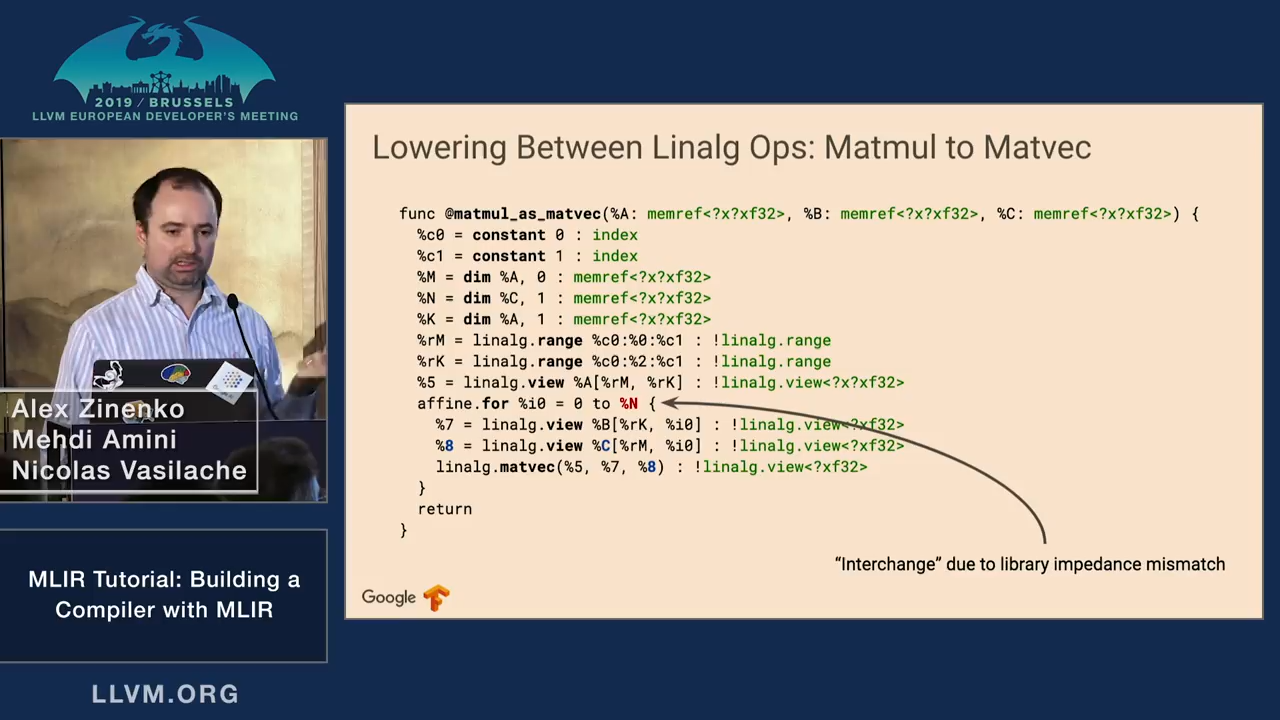 2019 / BRUSSELS
LLVM EUROPEAN DEVELOPER'S MEETING
Alex Zinenko
Mehdi Amini
Nicolas Vasilache
MLIR Tutorial: Building a
Compiler with MLIR
LLVM.ORG
Lowering Between Linalg Ops: Matmul to Matvec
func @matmul_as_matvec(%A: memref<?x?xf32>, %B: memref<?x?xf32>, %C: memref<?x?xf32>) {
%c0 = constant 0 : index
%c1 = constant 1 : index
%M = dim %A, 0 : memref<?x?xf32>
%N = dim %C, 1 : memref<?x?xf32>
%K = dim %A, 1 : memref<?x?xf32>
%rM = linalg.range %c0:%0:%c1 : !linalg.range
%rK = linalg.range %c0:%2:%c1 : !linalg.range
%5 = linalg.view %A[%rM, %rK] : !linalg.view<?x?xf32>
affine.for %i0 = 0 to %N {
%7 = linalg.view %B[%rK, %i0] : !linalg.view<?xf32>
%8 = linalg.view %C[%rM, %i0] : !linalg.view<?xf32>
linalg.matvec(%5, %7, %8) : !linalg.view<?xf32>
}
return
}
“Interchange” due to library impedance mismatch
Google